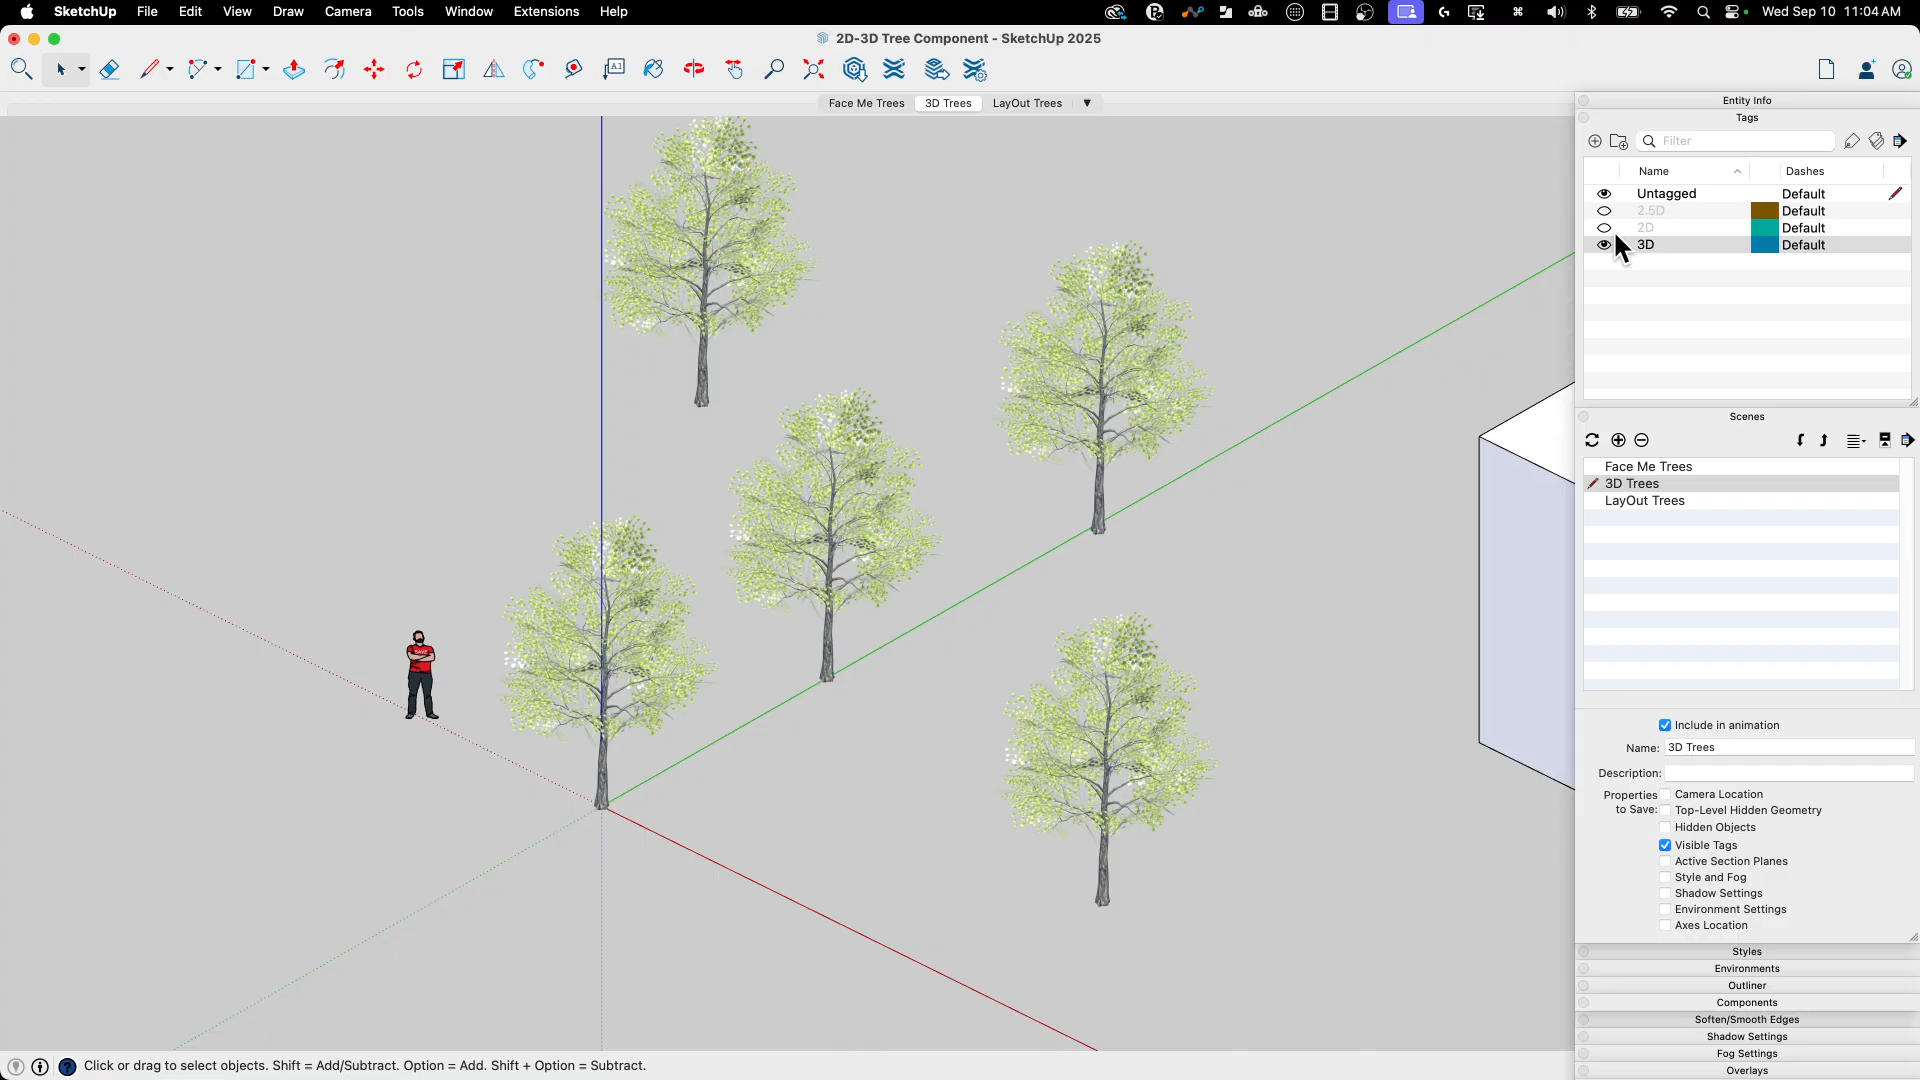 SketchUp File Edit View Draw Camera Tools Window Extensions Help Wed Sep 10 11:04 AM
2D-3D Tree Component - SketchUp 2025
A1
Face Me Trees 3D Trees LayOut Trees
Entity Info
Tags
Filter
Name Dashes
Untagged Default
2.5D Default
2D Default
3D Default
Scenes
Face Me Trees
3D Trees
LayOut Trees
SAVE
Include in animation
Name: 3D Trees
Description:
Properties to Save:
Camera Location
Top-Level Hidden Geometry
Hidden Objects
Visible Tags
Active Section Planes
Style and Fog
Shadow Settings
Environment Settings
Axes Location
Styles
Environments
Outliner
Components
Soften/Smooth Edges
Shadow Settings
Fog Settings
Overlays
Click or drag to select objects. Shift = Add/Subtract. Option = Add. Shift + Option = Subtract.